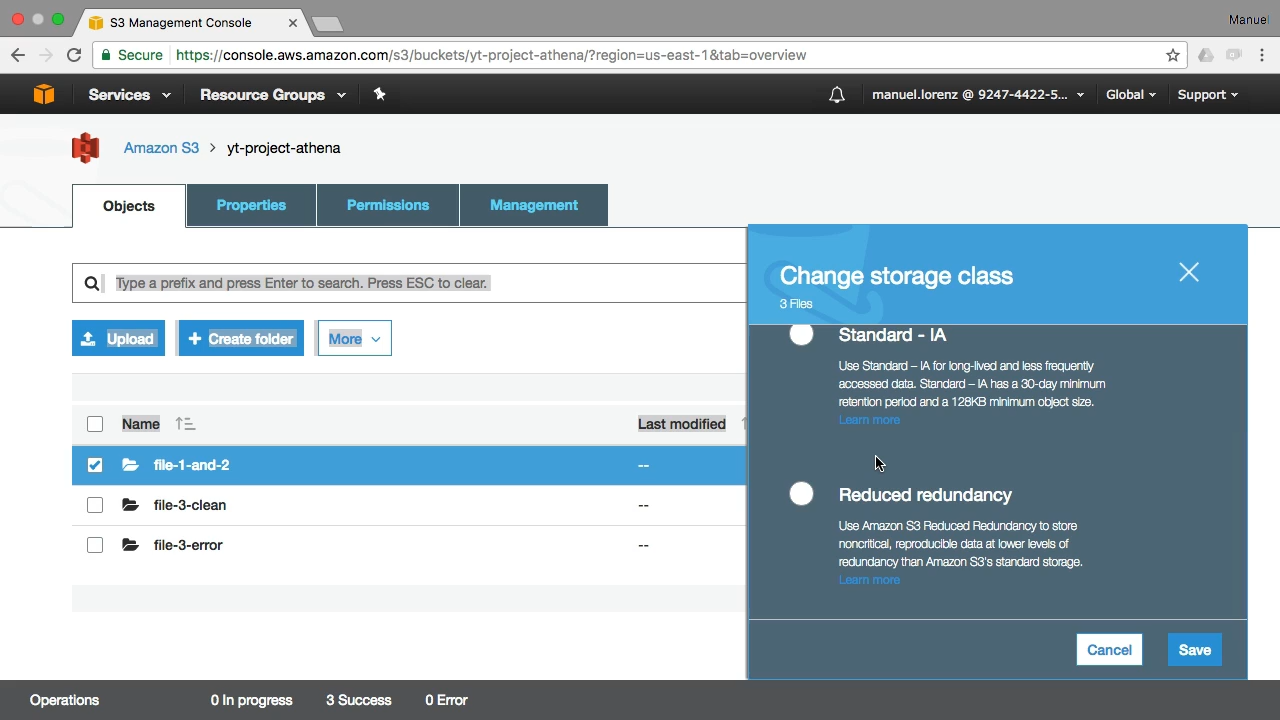 S3 Management Console
Manuel
Secure https://console.aws.amazon.com/s3/buckets/yt-project-athena/?region=us-east-1&tab=overview
Services Resource Groups manuel.lorenz @ 9247-4422-5... Global Support
Amazon S3 > yt-project-athena
Objects Properties Permissions Management
Type a prefix and press Enter to search. Press ESC to clear.
Upload + Create folder More
Name Last modified
file-1-and-2 --
file-3-clean --
file-3-error --
Change storage class
3 Files
Standard - IA
Use Standard – IA for long-lived and less frequently
accessed data. Standard – IA has a 30-day minimum
retention period and a 128KB minimum object size.
Learn more
Reduced redundancy
Use Amazon S3 Reduced Redundancy to store
noncritical, reproducible data at lower levels of
redundancy than Amazon S3's standard storage.
Learn more
Cancel Save
Operations 0 In progress 3 Success 0 Error